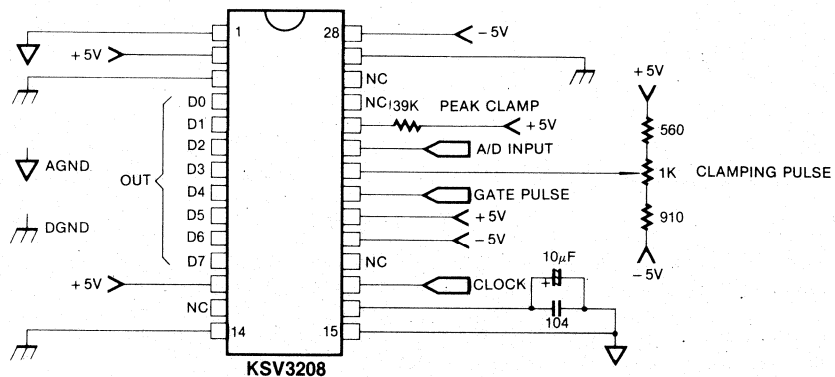 1
28
- 5V
+ 5V
NC
D0
NC
39K
PEAK CLAMP
+ 5V
D1
+ 5V
560
D2
A/D INPUT
AGND
OUT
D3
1K
CLAMPING PULSE
D4
GATE PULSE
D5
+ 5V
910
DGND
D6
- 5V
D7
NC
10μF
- 5V
+ 5V
CLOCK
+
NC
104
14
15
KSV3208